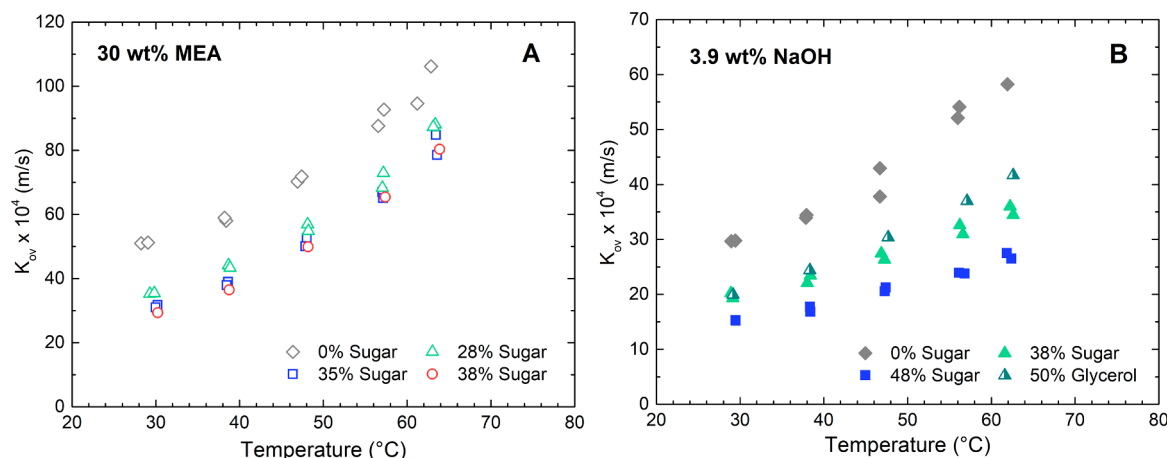 30 wt% MEA
A
K_ov x 10^4 (m/s)
120
100
80
60
40
20
0
20 30 40 50 60 70 80
Temperature (°C)
0% Sugar 28% Sugar
35% Sugar 38% Sugar
3.9 wt% NaOH
B
K_ov x 10^4 (m/s)
70
60
50
40
30
20
10
0
20 30 40 50 60 70 80
Temperature (°C)
0% Sugar 38% Sugar
48% Sugar 50% Glycerol